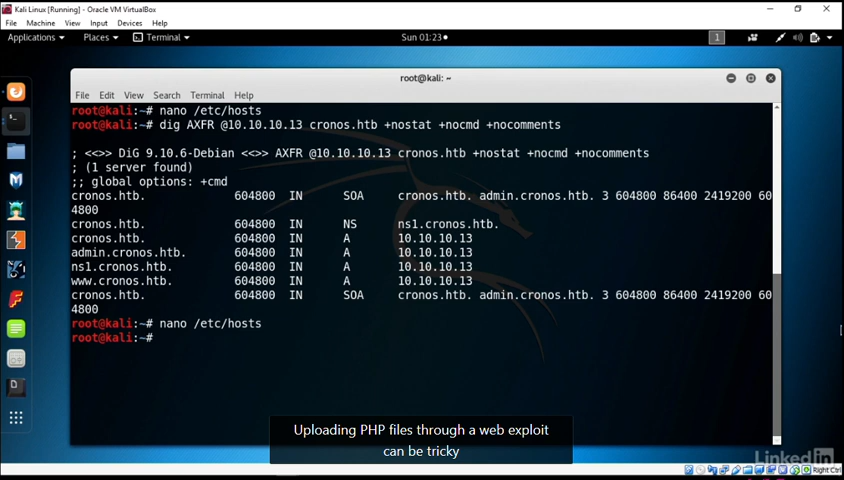 Kali Linux [Running] - Oracle VM VirtualBox
File Machine View Input Devices Help
Applications Places Terminal Sun 01:23 1
root@kali: ~
File Edit View Search Terminal Help
root@kali:~# nano /etc/hosts
root@kali:~# dig AXFR @10.10.10.13 cronos.htb +nostat +nocmd +nocomments
; <<>> DiG 9.10.6-Debian <<>> AXFR @10.10.10.13 cronos.htb +nostat +nocmd +nocomments
; (1 server found)
;; global options: +cmd
cronos.htb. 604800 IN SOA cronos.htb. admin.cronos.htb. 3 604800 86400 2419200 60
4800
cronos.htb. 604800 IN NS ns1.cronos.htb.
cronos.htb. 604800 IN A 10.10.10.13
admin.cronos.htb. 604800 IN A 10.10.10.13
ns1.cronos.htb. 604800 IN A 10.10.10.13
www.cronos.htb. 604800 IN A 10.10.10.13
cronos.htb. 604800 IN SOA cronos.htb. admin.cronos.htb. 3 604800 86400 2419200 60
4800
root@kali:~# nano /etc/hosts
root@kali:~#
Uploading PHP files through a web exploit
can be tricky
LinkedIn
Right Ctrl